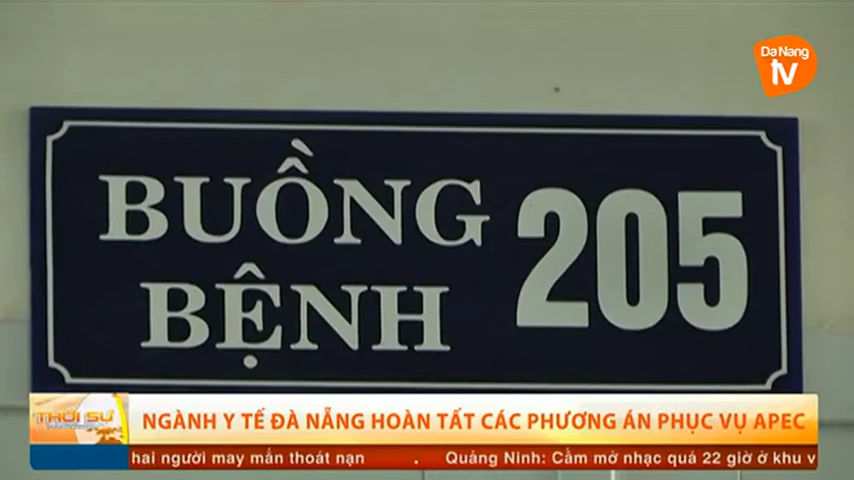 Da Nang
tv
BUỒNG
BỆNH
205
THỜI SỰ
NGÀNH Y TẾ ĐÀ NẴNG HOÀN TẤT CÁC PHƯƠNG ÁN PHỤC VỤ APEC
hai người may mắn thoát nạn . Quảng Ninh: Cấm mở nhạc quá 22 giờ ở khu v